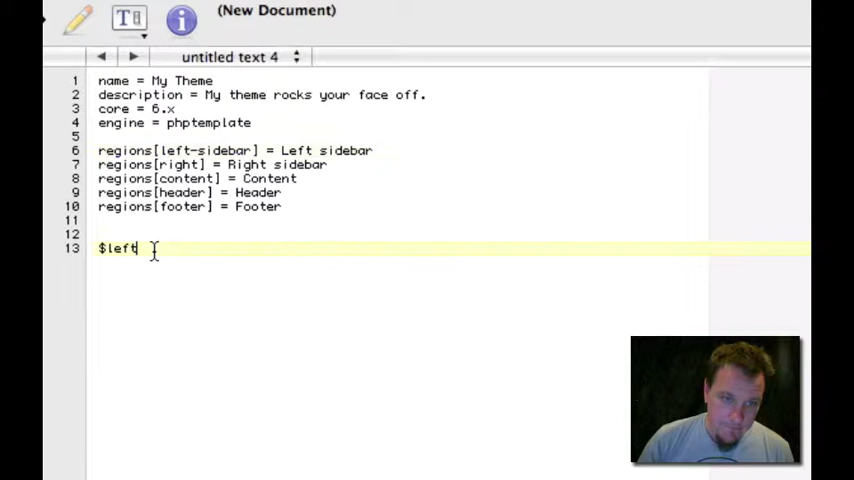 (New Document)
untitled text 4
1 name = My Theme
2 description = My theme rocks your face off.
3 core = 6.x
4 engine = phptemplate
5
6 regions[left-sidebar] = Left sidebar
7 regions[right] = Right sidebar
8 regions[content] = Content
9 regions[header] = Header
10 regions[footer] = Footer
11
12
13 $left